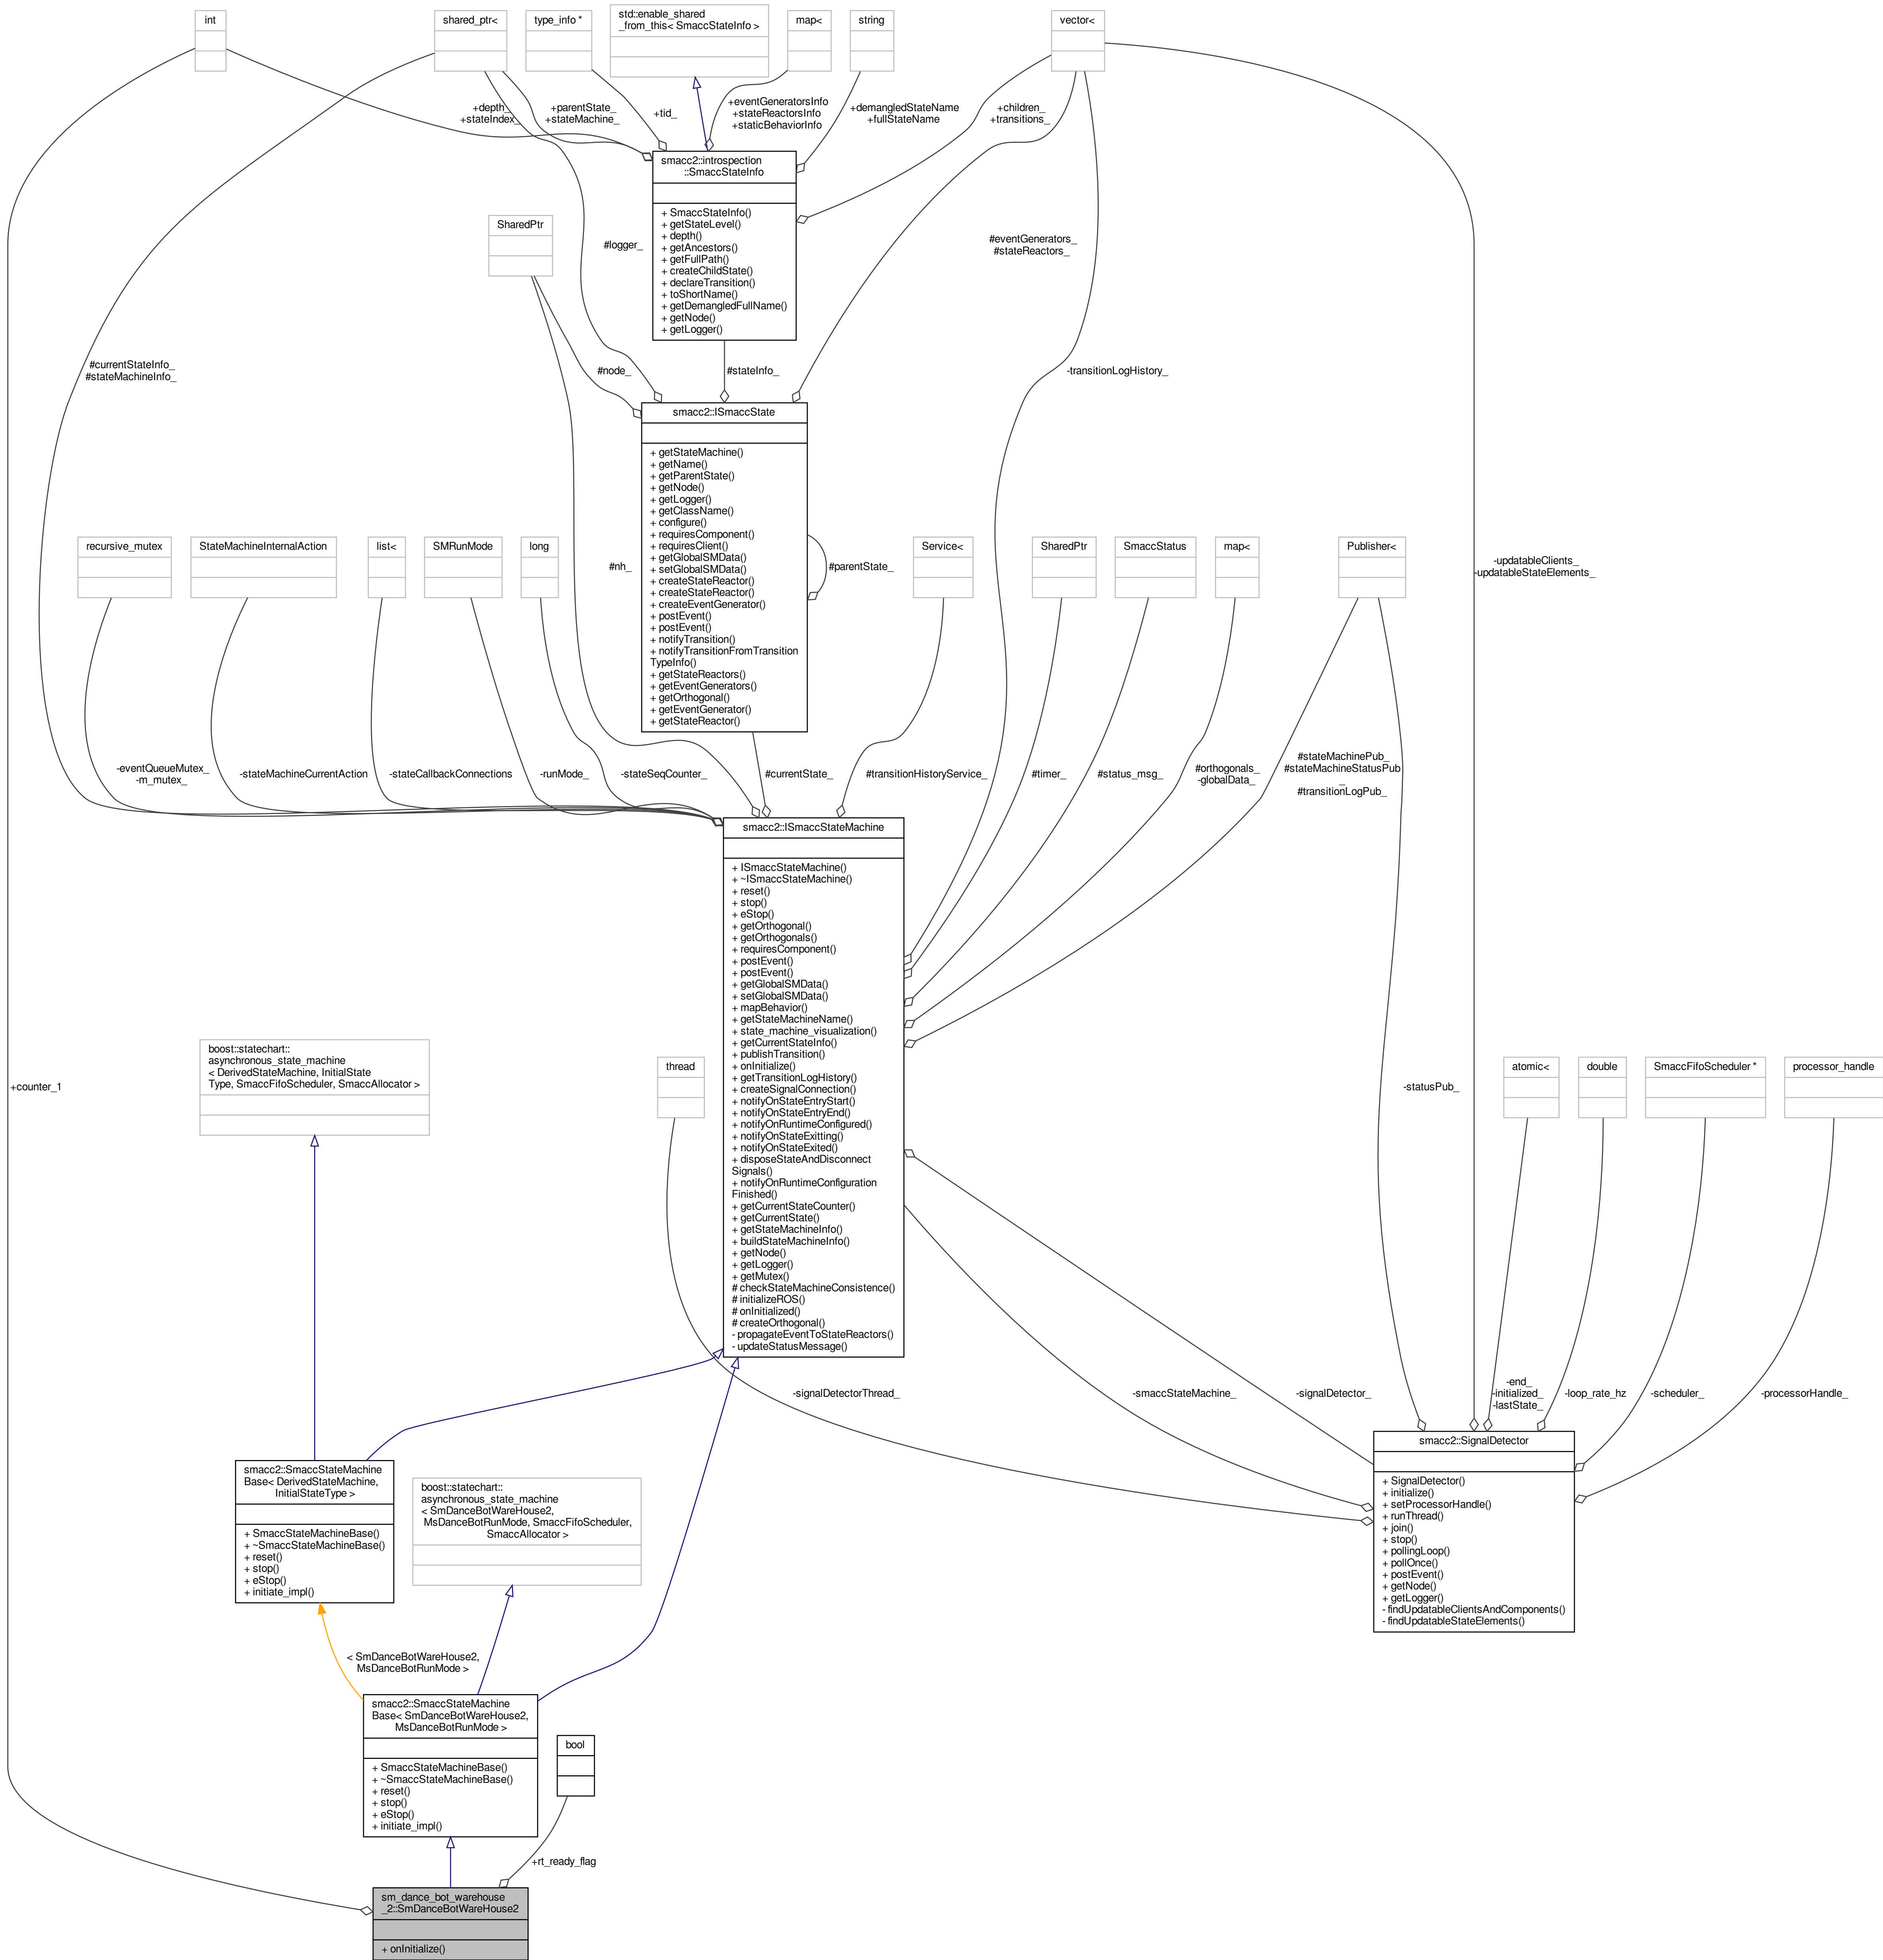 int
shared_ptr<
type_info *
std::enable_shared
_from_this< SmaccStateInfo >
map<
string
vector<
+depth_
+stateIndex_
+parentState_
+stateMachine_
+tid_
+eventGeneratorsInfo
+stateReactorsInfo
+staticBehaviorInfo
+demangledStateName
+fullStateName
+children_
+transitions_
smacc2::introspection
::SmaccStateInfo
+ SmaccStateInfo()
+ getStateLevel()
+ depth()
+ getAncestors()
+ getFullPath()
+ createChildState()
+ declareTransition()
+ toShortName()
+ getDemangledFullName()
+ getNode()
+ getLogger()
SharedPtr
#logger_
#eventGenerators_
#stateReactors_
#currentStateInfo_
#stateMachineInfo_
#node_
#stateInfo_
-transitionLogHistory_
smacc2::ISmaccState
+ getStateMachine()
+ getName()
+ getParentState()
+ getNode()
+ getLogger()
+ getClassName()
+ configure()
+ requiresComponent()
+ requiresClient()
+ getGlobalSMData()
+ setGlobalSMData()
+ createStateReactor()
+ createStateReactor()
+ createEventGenerator()
+ postEvent()
+ postEvent()
+ notifyTransition()
+ notifyTransitionFromTransition
TypeInfo()
+ getStateReactors()
+ getEventGenerators()
+ getOrthogonal()
+ getEventGenerator()
+ getStateReactor()
recursive_mutex
StateMachineInternalAction
list<
SMRunMode
long
#nh_
#parentState_
Service<
SharedPtr
SmaccStatus
map<
Publisher<
-updatableClients_
-updatableStateElements_
-eventQueueMutex_
-m_mutex_
-stateMachineCurrentAction
-stateCallbackConnections
-runMode_
-stateSeqCounter_
#currentState_
#transitionHistoryService_
#timer_
#status_msg_
#orthogonals_
-globalData_
#stateMachinePub_
#stateMachineStatusPub
_
#transitionLogPub_
smacc2::ISmaccStateMachine
+ ISmaccStateMachine()
+ ~ISmaccStateMachine()
+ reset()
+ stop()
+ eStop()
+ getOrthogonal()
+ getOrthogonals()
+ requiresComponent()
+ postEvent()
+ postEvent()
+ getGlobalSMData()
+ setGlobalSMData()
+ mapBehavior()
+ getStateMachineName()
+ state_machine_visualization()
+ getCurrentStateInfo()
+ publishTransition()
+ onInitialize()
+ getTransitionLogHistory()
+ createSignalConnection()
+ notifyOnStateEntryStart()
+ notifyOnStateEntryEnd()
+ notifyOnRuntimeConfigured()
+ notifyOnStateExitting()
+ notifyOnStateExited()
+ disposeStateAndDisconnect
Signals()
+ notifyOnRuntimeConfiguration
Finished()
+ getCurrentStateCounter()
+ getCurrentState()
+ getStateMachineInfo()
+ buildStateMachineInfo()
+ getNode()
+ getLogger()
+ getMutex()
# checkStateMachineConsistence()
# initializeROS()
# onInitialized()
# createOrthogonal()
- propagateEventToStateReactors()
- updateStatusMessage()
boost::statechart::
asynchronous_state_machine
< DerivedStateMachine, InitialState
Type, SmaccFifoScheduler, SmaccAllocator >
+counter_1
thread
-statusPub_
atomic<
double
SmaccFifoScheduler *
processor_handle
-signalDetectorThread_
-smaccStateMachine_
-signalDetector_
-end_
-initialized_
-lastState_
-loop_rate_hz
-scheduler_
-processorHandle_
smacc2::SignalDetector
+ SignalDetector()
+ initialize()
+ setProcessorHandle()
+ runThread()
+ join()
+ stop()
+ pollingLoop()
+ pollOnce()
+ postEvent()
+ getNode()
+ getLogger()
- findUpdatableClientsAndComponents()
- findUpdatableStateElements()
smacc2::SmaccStateMachine
Base< DerivedStateMachine,
InitialStateType >
+ SmaccStateMachineBase()
+ ~SmaccStateMachineBase()
+ reset()
+ stop()
+ eStop()
+ initiate_impl()
boost::statechart::
asynchronous_state_machine
< SmDanceBotWareHouse2,
MsDanceBotRunMode, SmaccFifoScheduler,
SmaccAllocator >
< SmDanceBotWareHouse2,
MsDanceBotRunMode >
smacc2::SmaccStateMachine
Base< SmDanceBotWareHouse2,
MsDanceBotRunMode >
+ SmaccStateMachineBase()
+ ~SmaccStateMachineBase()
+ reset()
+ stop()
+ eStop()
+ initiate_impl()
bool
+rt_ready_flag
sm_dance_bot_warehouse
_2::SmDanceBotWareHouse2
+ onInitialize()